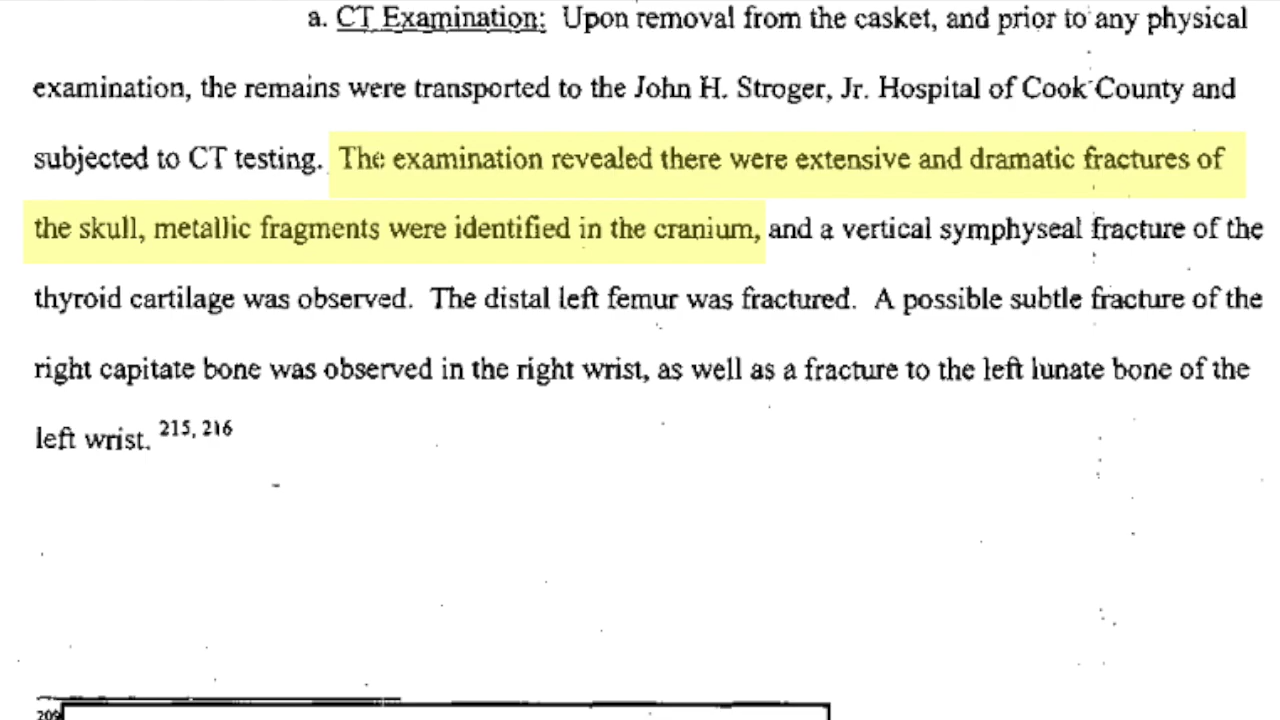 a. CT Examination: Upon removal from the casket, and prior to any physical
examination, the remains were transported to the John H. Stroger, Jr. Hospital of Cook County and
subjected to CT testing. The examination revealed there were extensive and dramatic fractures of
the skull, metallic fragments were identified in the cranium, and a vertical symphyseal fracture of the
thyroid cartilage was observed. The distal left femur was fractured. A possible subtle fracture of the
right capitate bone was observed in the right wrist, as well as a fracture to the left lunate bone of the
left wrist. 215, 216
209